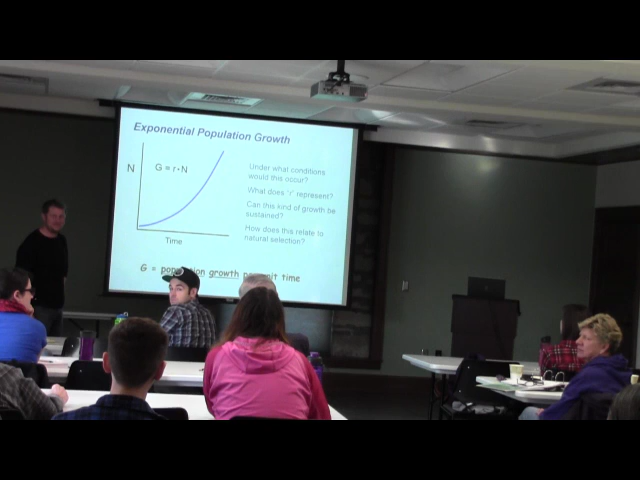 Exponential Population Growth
N
G = r•N
Time
Under what conditions
would this occur?
What does "r" represent?
Can this kind of growth be
sustained?
How does this relate to
natural selection?
G = population growth per unit time